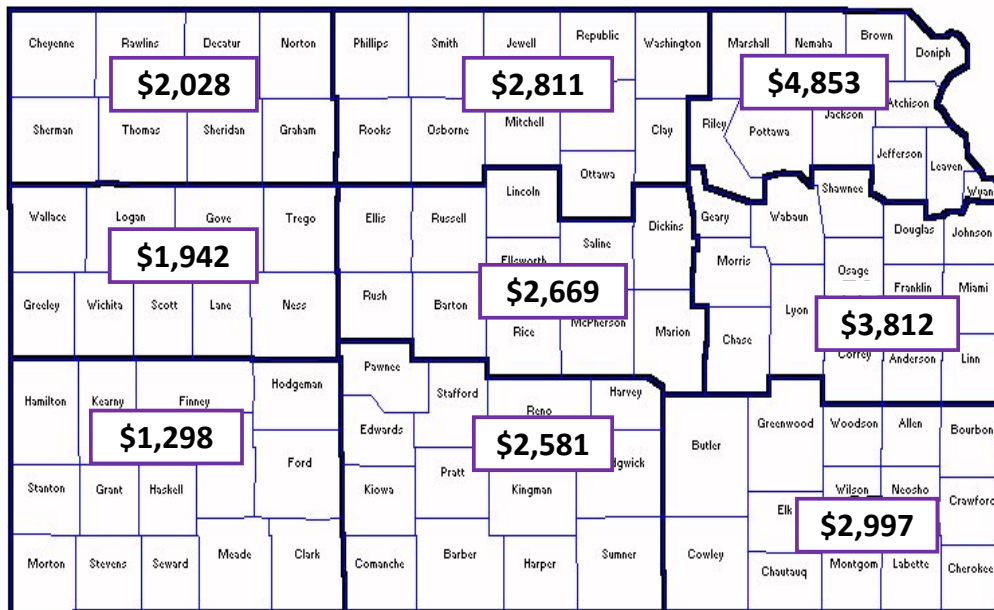 Cheyenne Rawlins Decatur Norton Phillips Smith Jewell Republic Washington Marshall Nemaha Brown Doniph
$2,028 $2,811 $4,853
Sherman Thomas Sheridan Graham Rooks Osborne Mitchell Clay Riley Pottawa Jackson Atchison
Ottawa Jefferson Leaven Wyan
Wallace Logan Gove Trego Ellis Russell Lincoln Dickins Geary Wabaun Shawnee Douglas Johnson
Saline
$1,942 Ellsworth Morris Osage
$2,669
Greeley Wichita Scott Lane Ness Rush Barton Rice McPherson Marion Chase Lyon Franklin Miami
$3,812
Coffey Anderson Linn
Hamilton Kearny Finney Hodgeman Pawnee Stafford Reno Harvey
$1,298 Edwards $2,581 Butler Greenwood Woodson Allen Bourbon
Stanton Grant Haskell Ford Kiowa Pratt Kingman dgwick Elk Wilson Neosho Crawford
$2,997
Morton Stevens Seward Meade Clark Comanche Barber Harper Sumner Cowley Chautauq Montgom Labette Cherokee